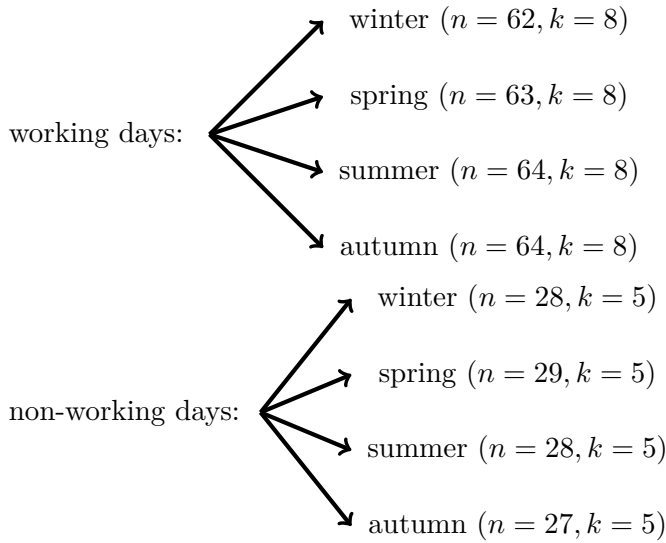 winter (n = 62, k = 8)
spring (n = 63, k = 8)
working days:
summer (n = 64, k = 8)
autumn (n = 64, k = 8)
winter (n = 28, k = 5)
spring (n = 29, k = 5)
non-working days:
summer (n = 28, k = 5)
autumn (n = 27, k = 5)